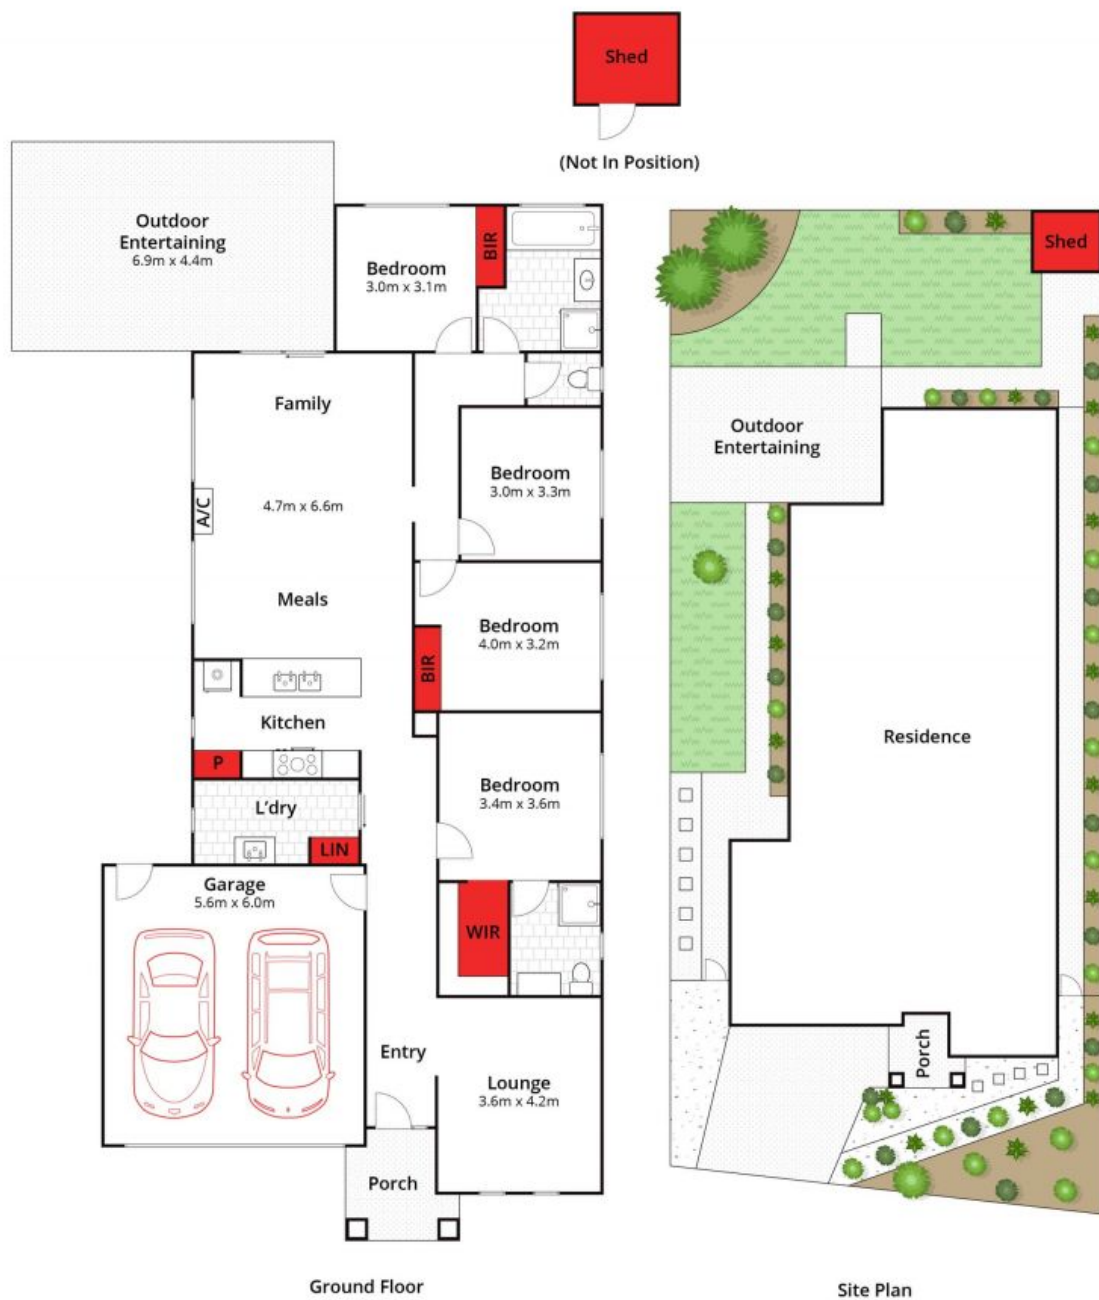 Shed
(Not In Position)
Outdoor
Entertaining
6.9m x 4.4m
Bedroom
3.0m x 3.1m
BIR
Family
4.7m x 6.6m
A/C
Meals
Bedroom
3.0m x 3.3m
Bedroom
4.0m x 3.2m
BIR
Kitchen
P
L'dry
LIN
Bedroom
3.4m x 3.6m
WIR
Garage
5.6m x 6.0m
Entry
Lounge
3.6m x 4.2m
Porch
Ground Floor
Shed
Outdoor
Entertaining
Residence
Porch
Site Plan